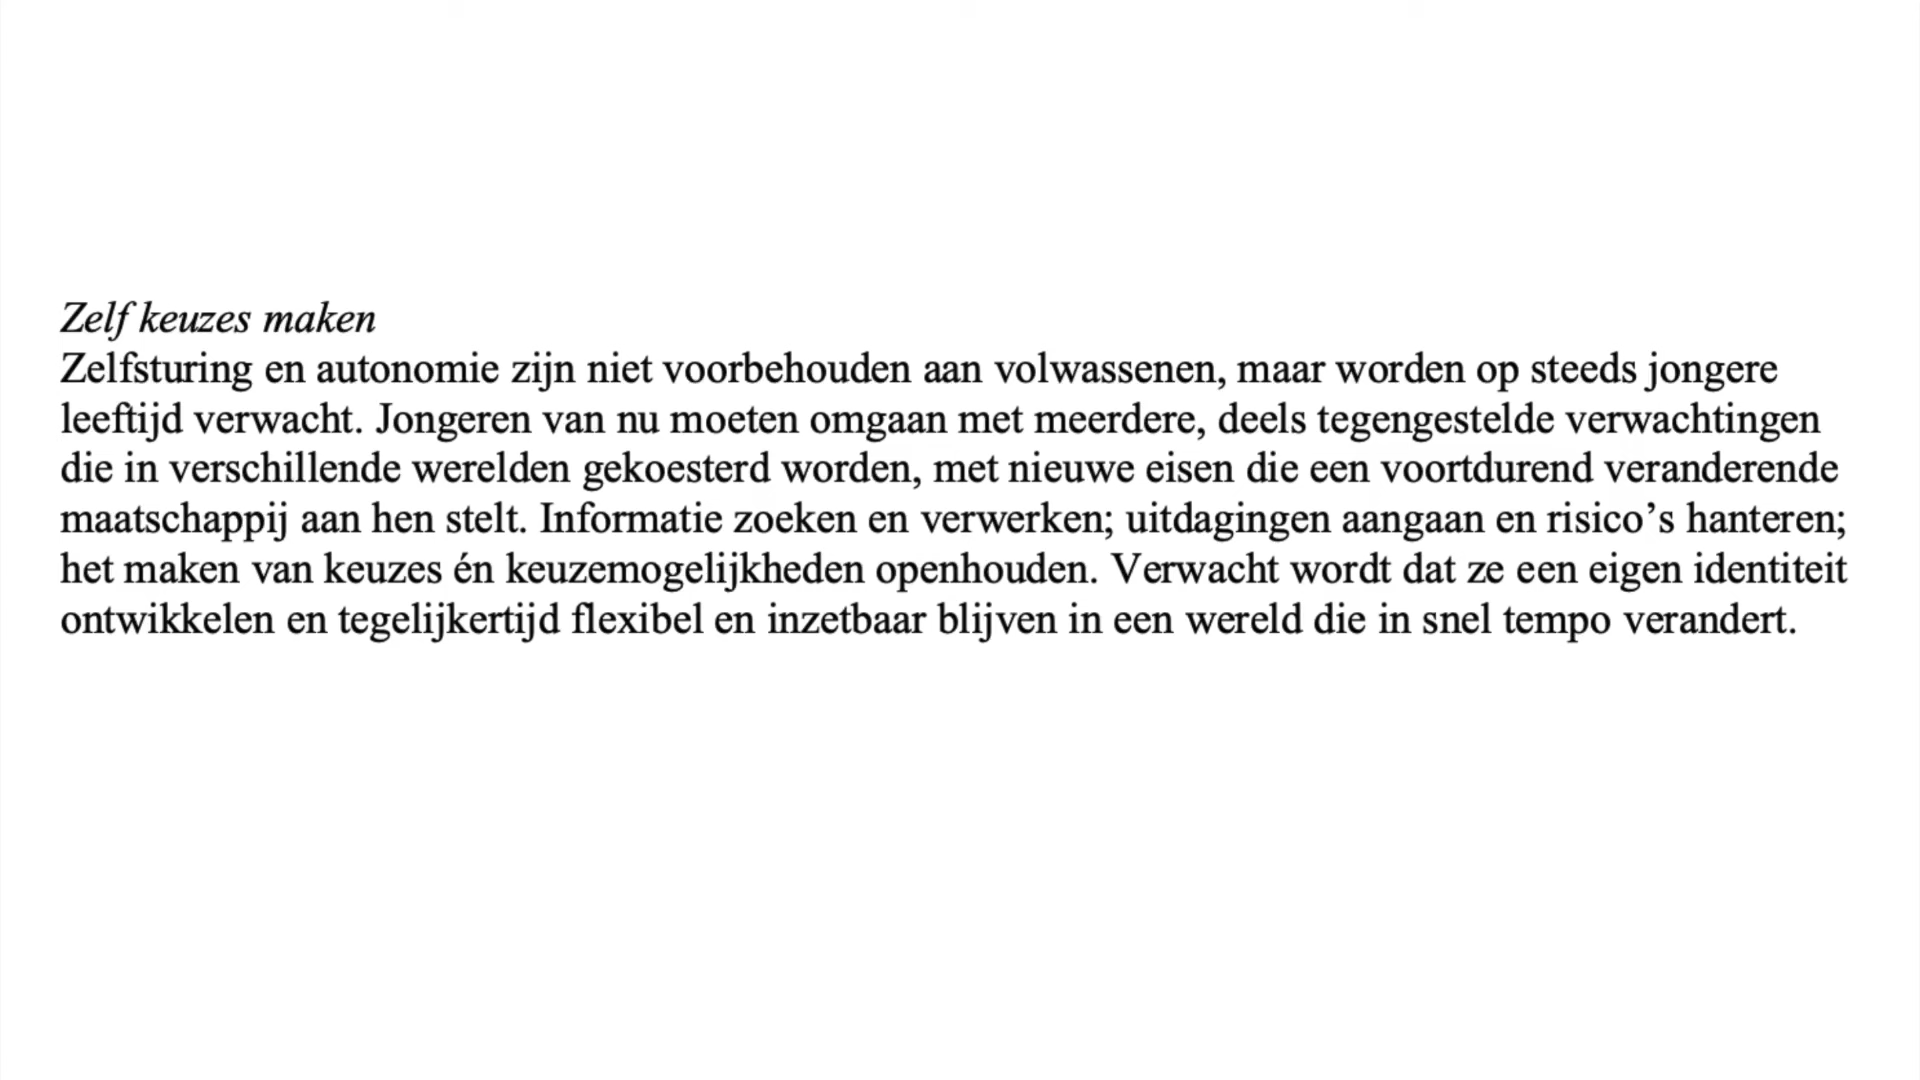 Zelf keuzes maken
Zelfsturing en autonomie zijn niet voorbehouden aan volwassenen, maar worden op steeds jongere
leeftijd verwacht. Jongeren van nu moeten omgaan met meerdere, deels tegengestelde verwachtingen
die in verschillende werelden gekoesterd worden, met nieuwe eisen die een voortdurend veranderende
maatschappij aan hen stelt. Informatie zoeken en verwerken; uitdagingen aangaan en risico’s hanteren;
het maken van keuzes én keuzemogelijkheden openhouden. Verwacht wordt dat ze een eigen identiteit
ontwikkelen en tegelijkertijd flexibel en inzetbaar blijven in een wereld die in snel tempo verandert.